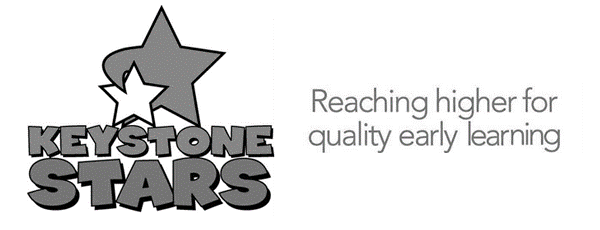 KEYSTONE
STARS
Reaching higher for
quality early learning